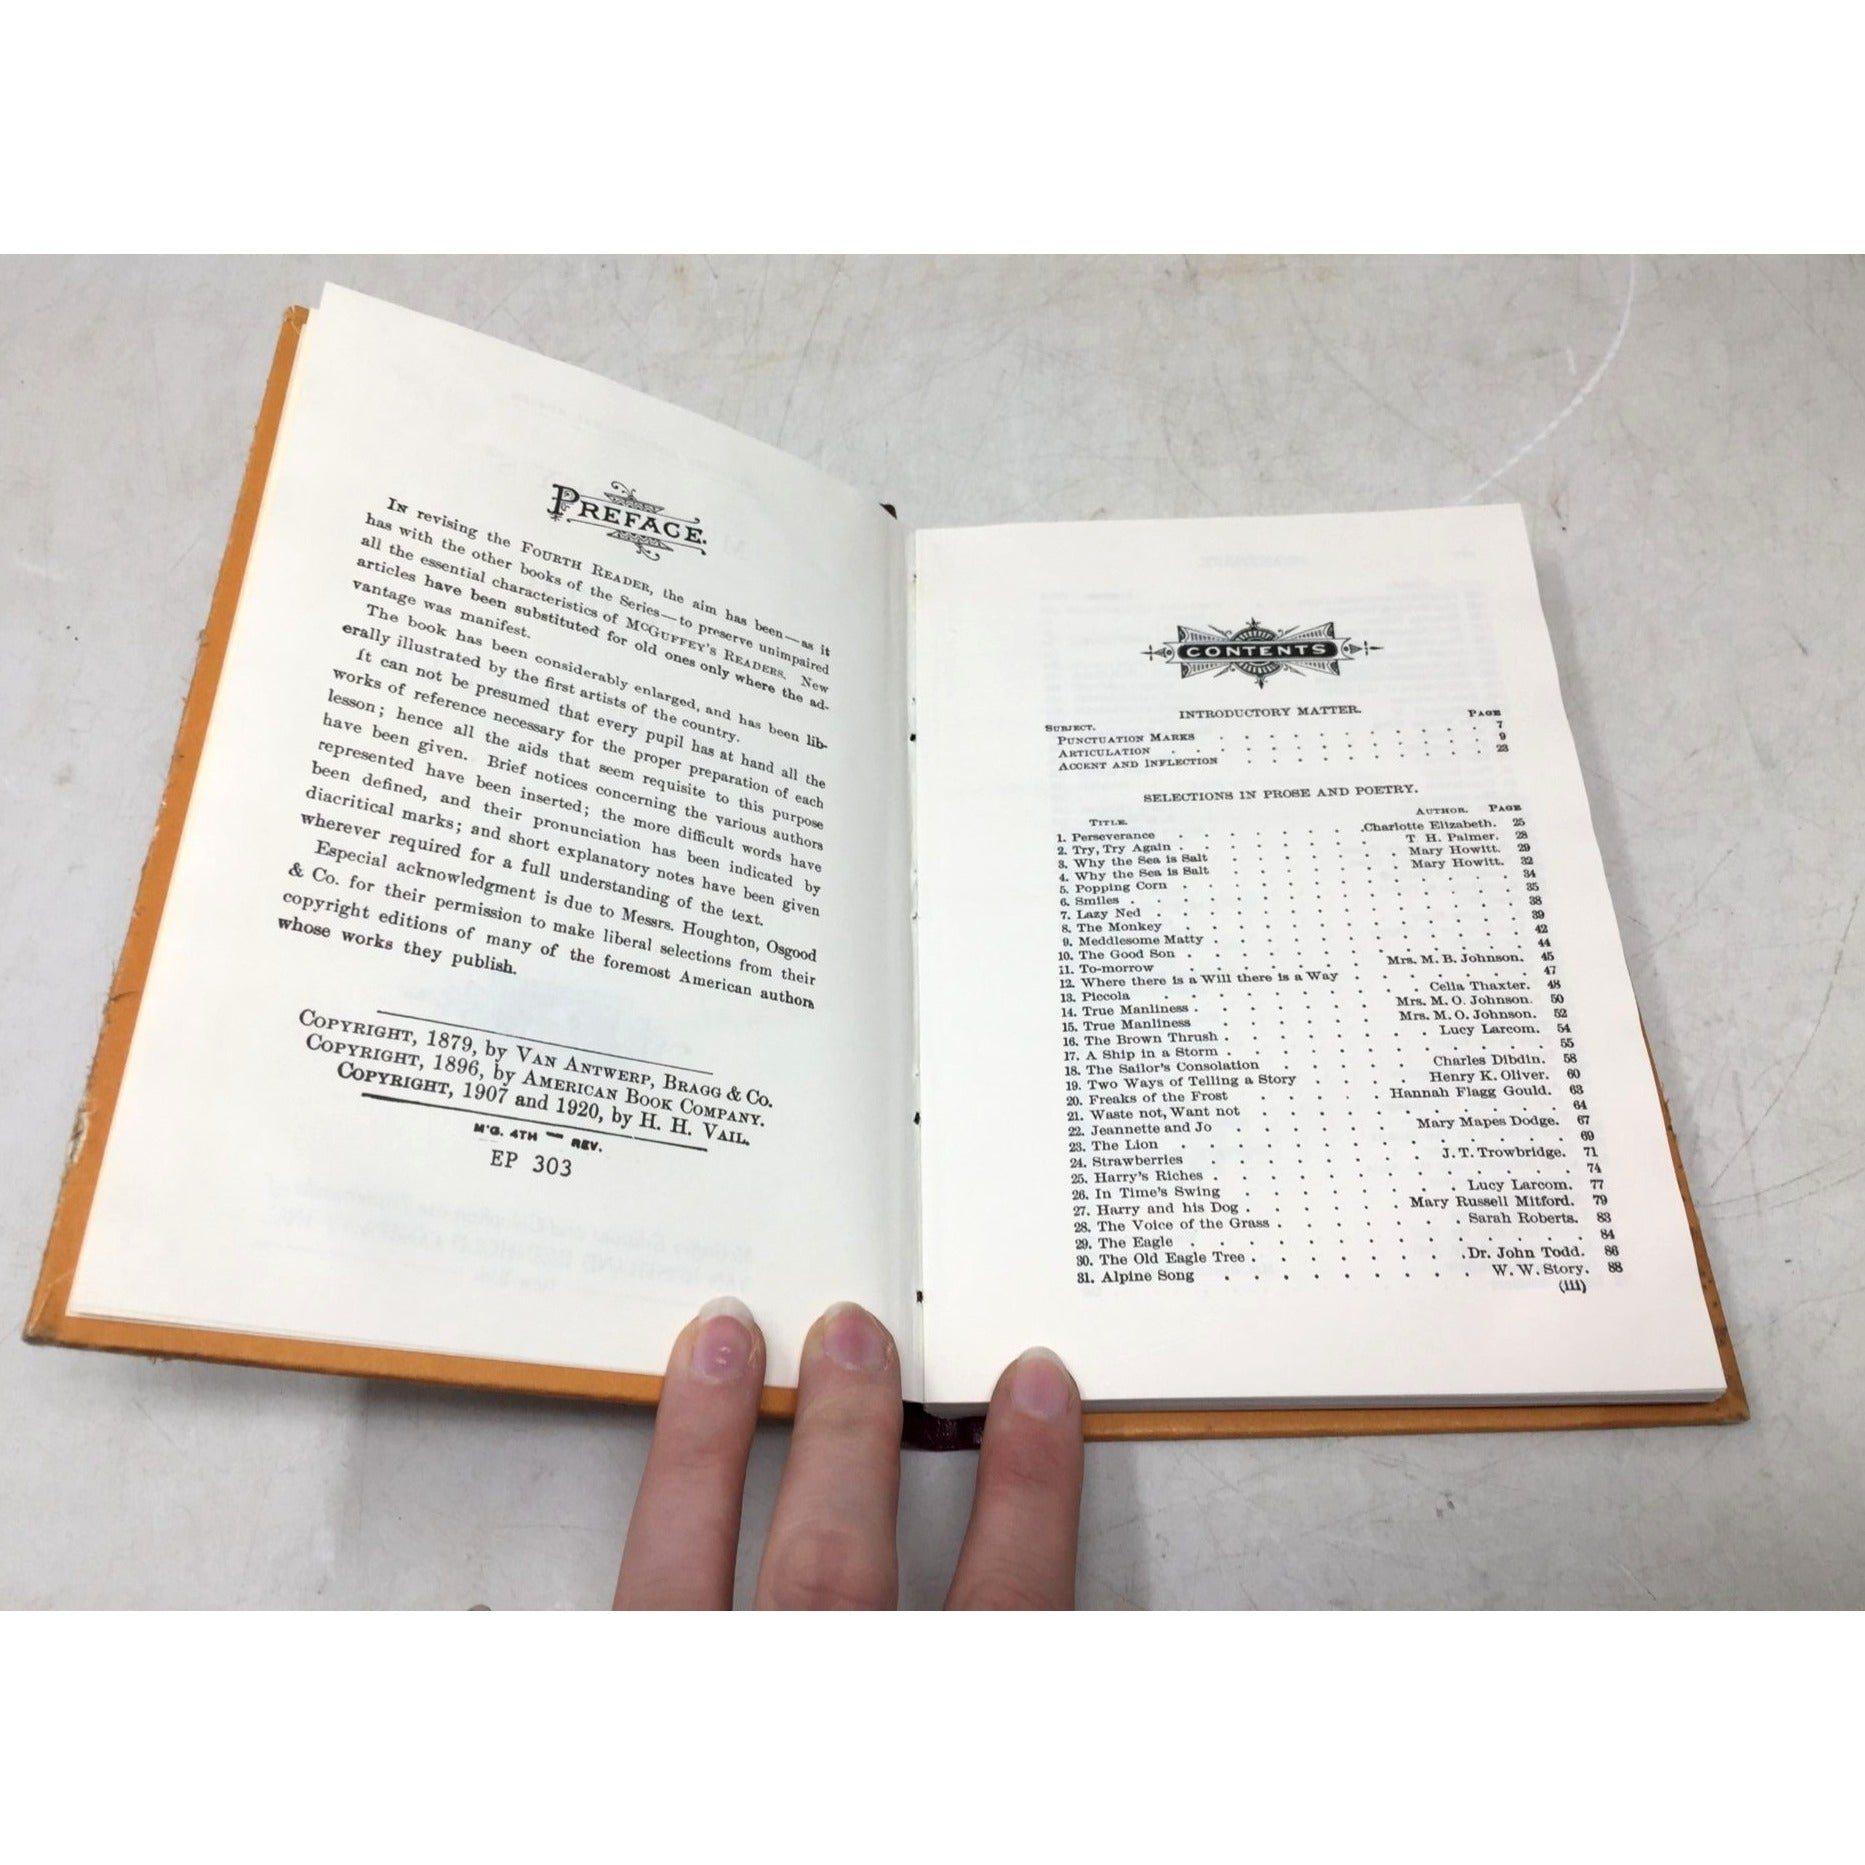 PREFACE.
In revising the Fourth Reader, the aim has been—as it
has with the other books of the Series—to preserve unimpaired
all the essential characteristics of McGuffey's Readers. New
articles have been substituted for old ones only where the ad-
vantage was manifest.
The book has been considerably enlarged, and has been lib-
erally illustrated by the first artists of the country.
It can not be presumed that every pupil has at hand all the
works of reference necessary for the proper preparation of each
lesson; hence all the aids that seem requisite to this purpose
have been given. Brief notices concerning the various authors
represented have been inserted; the more difficult words have
been defined, and their pronunciation has been indicated by
diacritical marks; and short explanatory notes have been given
wherever required for a full understanding of the text.
Especial acknowledgment is due to Messrs. Houghton, Osgood
& Co. for their permission to make liberal selections from their
copyright editions of many of the foremost American authors
whose works they publish.
Copyright, 1879, by Van Antwerp, Bragg & Co.
Copyright, 1896, by American Book Company.
Copyright, 1907 and 1920, by H. H. Vail.
M'G. 4TH — REV.
EP 303
CONTENTS
INTRODUCTORY MATTER.
Subject. Page
Punctuation Marks . . . . . . . . . . 7
Articulation . . . . . . . . . . . . 9
Accent and Inflection . . . . . . . . . 23
SELECTIONS IN PROSE AND POETRY.
Title. Author. Page
1. Perseverance . . . . . . . .Charlotte Elizabeth. 25
2. Try, Try Again . . . . . . . . . T. H. Palmer. 28
3. Why the Sea is Salt . . . . . . . Mary Howitt. 29
4. Why the Sea is Salt . . . . . . . Mary Howitt. 32
5. Popping Corn . . . . . . . . . . . . 34
6. Smiles . . . . . . . . . . . . . . 35
7. Lazy Ned . . . . . . . . . . . . . 38
8. The Monkey . . . . . . . . . . . . . 39
9. Meddlesome Matty . . . . . . . . . . . 42
10. The Good Son . . . . . . . . . . . . 44
11. To-morrow . . . . . . . . Mrs. M. B. Johnson. 45
12. Where there is a Will there is a Way . . . . . . . 47
13. Piccola . . . . . . . . . . Celia Thaxter. 48
14. True Manliness . . . . . . . Mrs. M. O. Johnson. 50
15. True Manliness . . . . . . . Mrs. M. O. Johnson. 52
16. The Brown Thrush . . . . . . . . Lucy Larcom. 54
17. A Ship in a Storm . . . . . . . . . . . 55
18. The Sailor's Consolation . . . . . . Charles Dibdin. 58
19. Two Ways of Telling a Story . . . . Henry K. Oliver. 60
20. Freaks of the Frost . . . . . Hannah Flagg Gould. 63
21. Waste not, Want not . . . . . . . . . . 64
22. Jeannette and Jo . . . . . . . Mary Mapes Dodge. 67
23. The Lion . . . . . . . . . . . . . 69
24. Strawberries . . . . . . . . . J. T. Trowbridge. 71
25. Harry's Riches . . . . . . . . . . . . 74
26. In Time's Swing . . . . . . . . Lucy Larcom. 77
27. Harry and his Dog . . . . . . Mary Russell Mitford. 79
28. The Voice of the Grass . . . . . . . Sarah Roberts. 83
29. The Eagle . . . . . . . . . . . . . 84
30. The Old Eagle Tree . . . . . . . .Dr. John Todd. 86
31. Alpine Song . . . . . . . . . W. W. Story. 88
(iii)